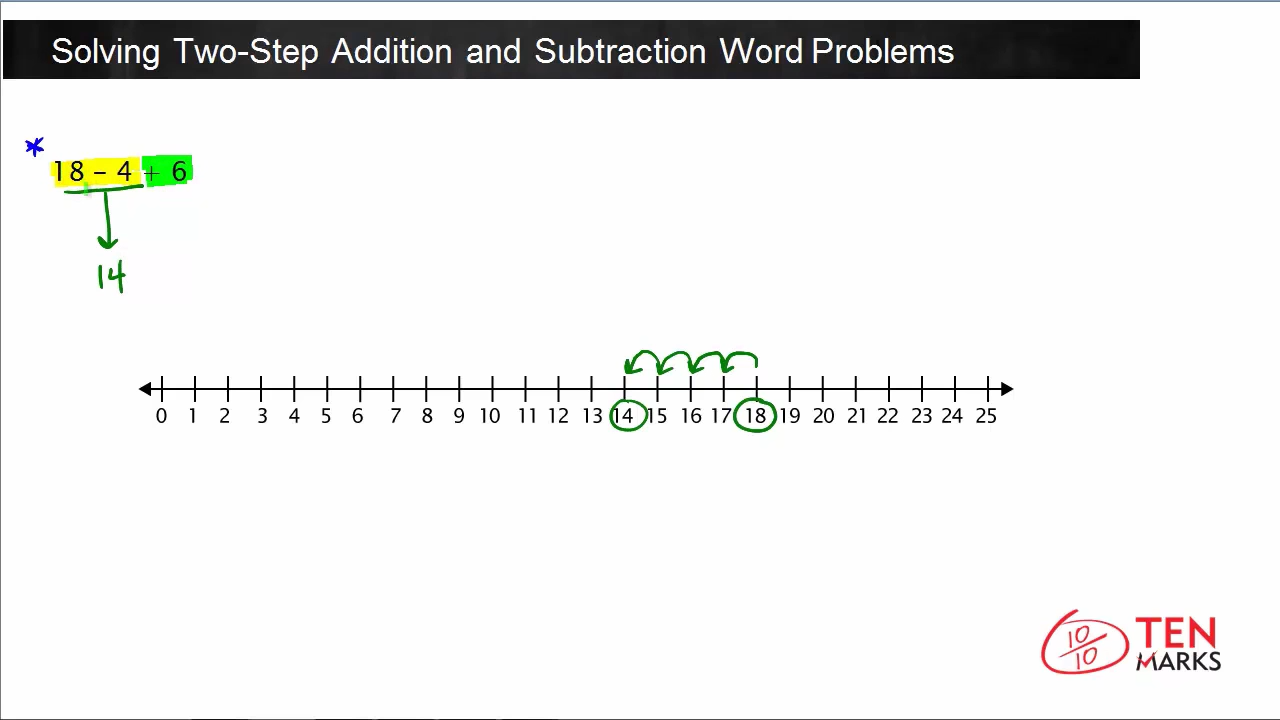 Solving Two-Step Addition and Subtraction Word Problems
*
18 – 4 + 6
14
0 1 2 3 4 5 6 7 8 9 10 11 12 13 14 15 16 17 18 19 20 21 22 23 24 25
10/10 TEN
MARKS